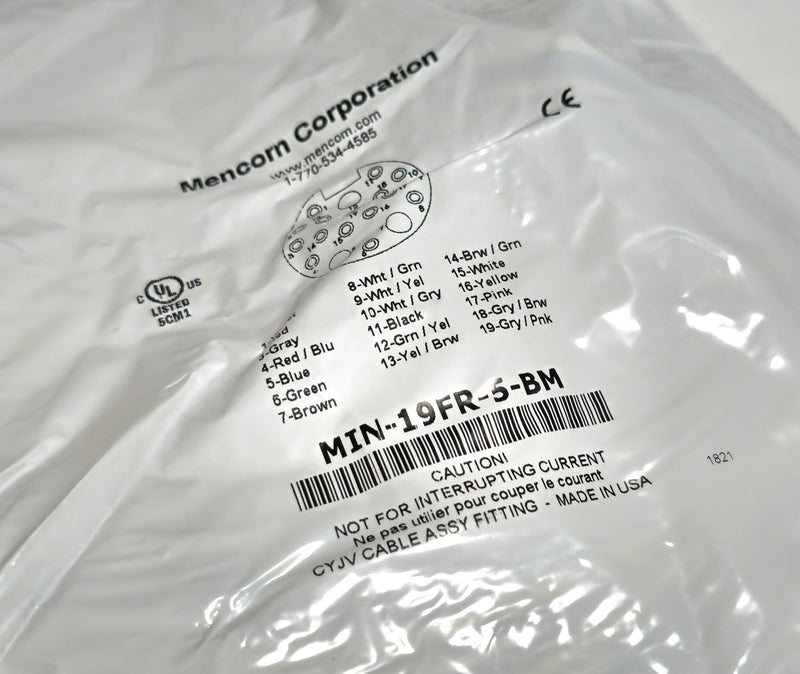 Mencom Corporation
www.mencom.com
1-770-534-4585
CE
C UL US
LISTED
5CM1
3-Gray
4-Red / Blu
5-Blue
6-Green
7-Brown
8-Wht / Grn
9-Wht / Yel
10-Wht / Gry
11-Black
12-Grn / Yel
13-Yel / Brw
14-Brw / Grn
15-White
16-Yellow
17-Pink
18-Gry / Brw
19-Gry / Pnk
MIN-19FR-5-BM
CAUTION!
NOT FOR INTERRUPTING CURRENT
Ne pas utilier pour couper le courant
CYJV CABLE ASSY FITTING - MADE IN USA
1821